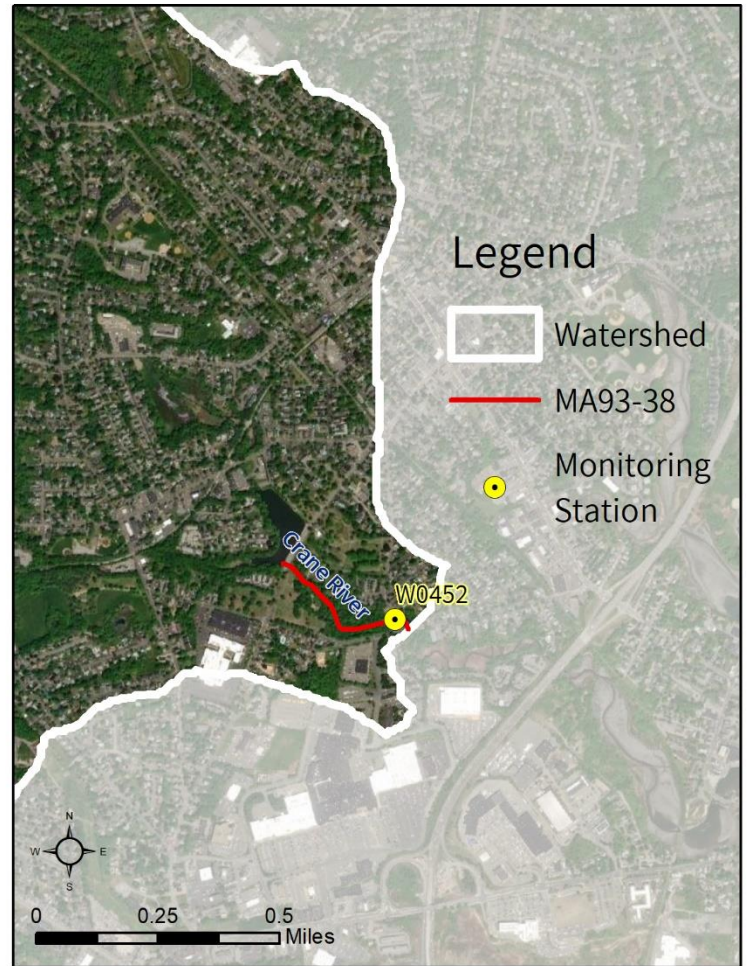 Legend
Watershed
MA93-38
Monitoring
Station
Crane River
W0452
N
W E
S
0 0.25 0.5
Miles